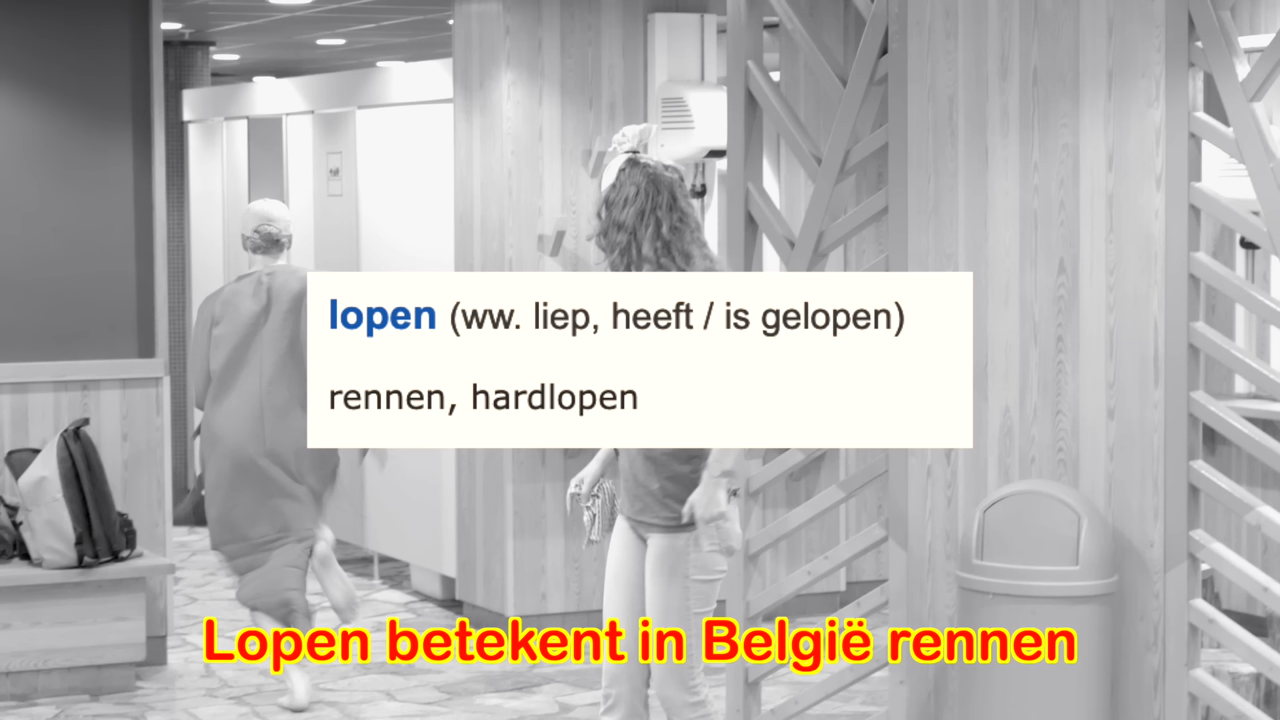 lopen (ww. liep, heeft / is gelopen)
rennen, hardlopen
Lopen betekent in België rennen